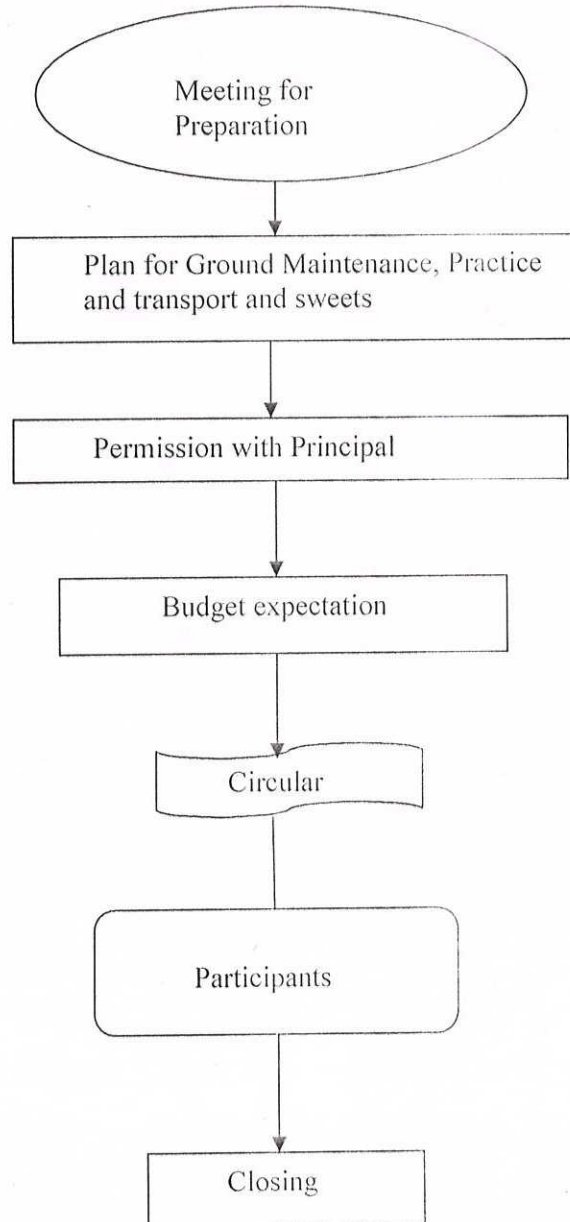 Meeting for
Preparation
Plan for Ground Maintenance, Practice
and transport and sweets
Permission with Principal
Budget expectation
Circular
Participants
Closing